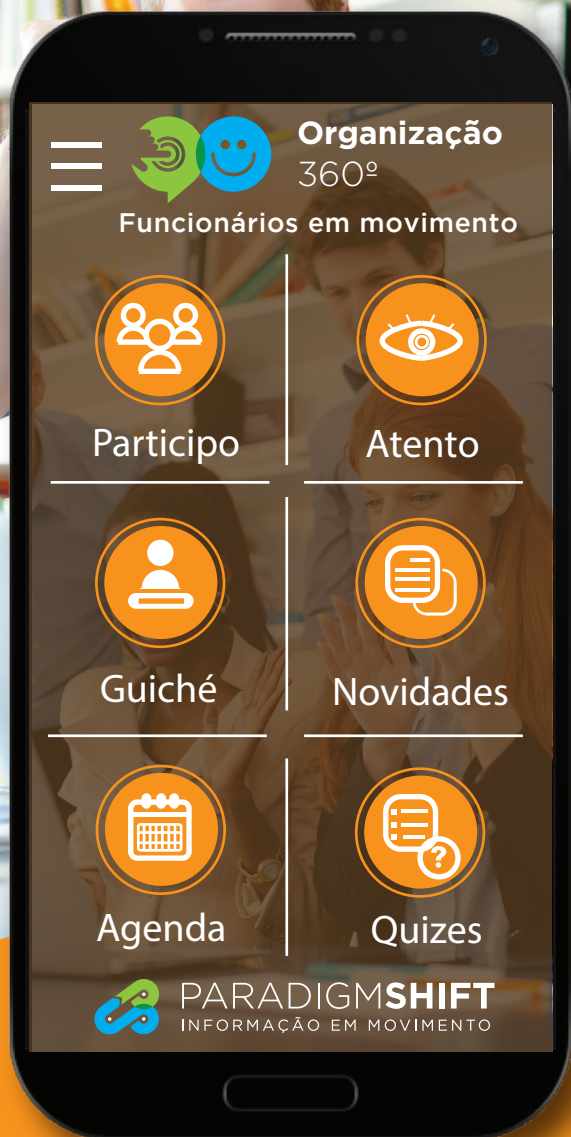 Organização
360º
Funcionários em movimento
Participo
Atento
Guiché
Novidades
Agenda
?
Quizes
PARADIGMSHIFT
INFORMAÇÃO EM MOVIMENTO